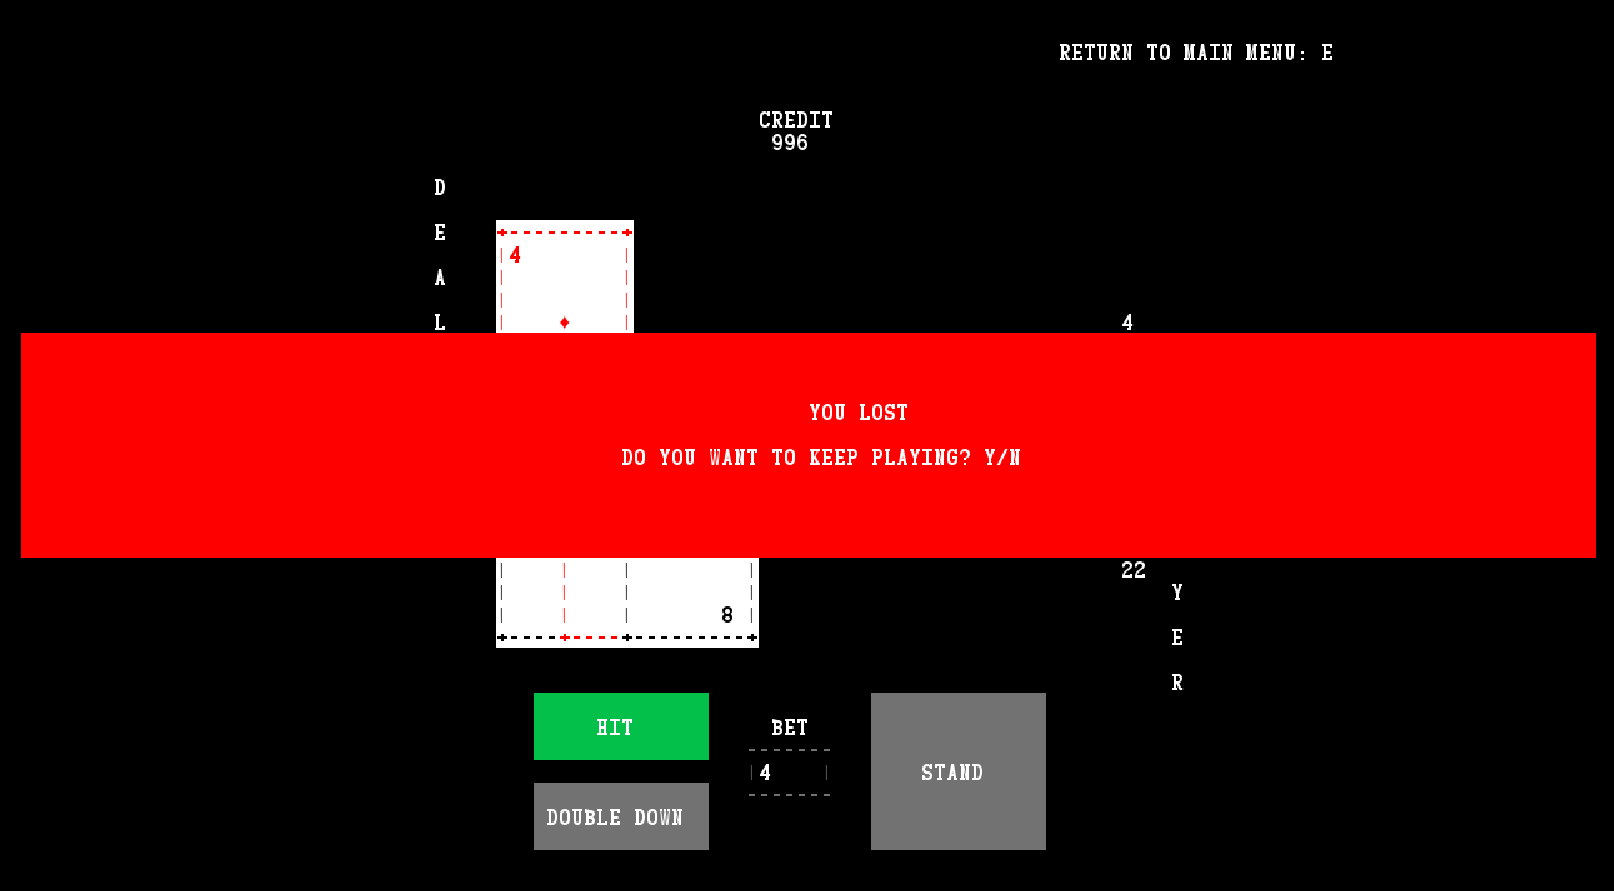 RETURN TO MAIN MENU: E
CREDIT
996
D
E
A
L
4
4
YOU LOST
DO YOU WANT TO KEEP PLAYING? Y/N
22
Y
E
R
8
HIT
BET
4
STAND
DOUBLE DOWN